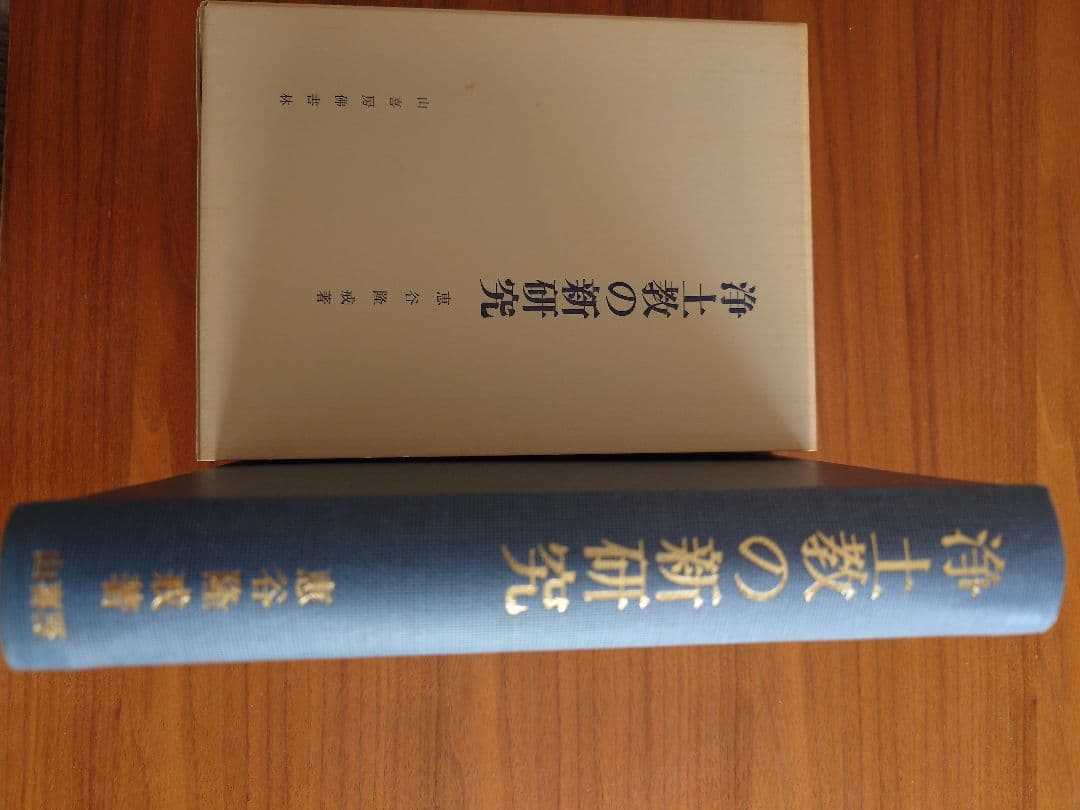 浄土教の新研究
恵谷隆戒著
山喜房佛書林
浄土教の新研究
恵谷隆戒著
山喜房